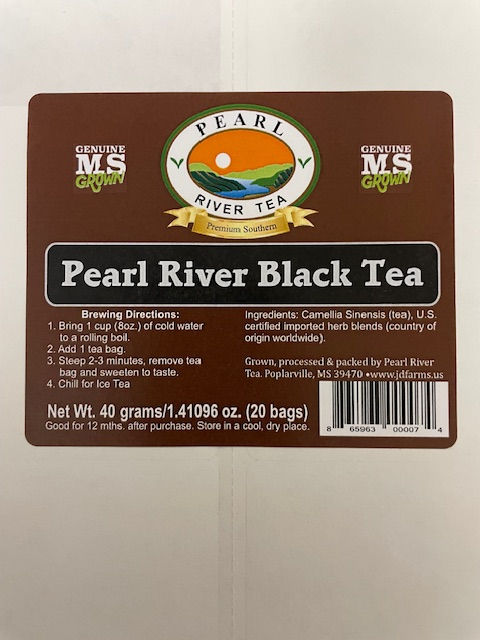 PEARL
RIVER TEA
Premium Southern
GENUINE
MS
GROWN
GENUINE
MS
GROWN
Pearl River Black Tea
Brewing Directions:
1. Bring 1 cup (8oz.) of cold water
to a rolling boil.
2. Add 1 tea bag.
3. Steep 2-3 minutes, remove tea
bag and sweeten to taste.
4. Chill for Ice Tea
Ingredients: Camellia Sinensis (tea), U.S.
certified imported herb blends (country of
origin worldwide).
Grown, processed & packed by Pearl River
Tea. Poplarville, MS 39470 •www.jdfarms.us
Net Wt. 40 grams/1.41096 oz. (20 bags)
Good for 12 mths. after purchase. Store in a cool, dry place.
8 65963 00007 4